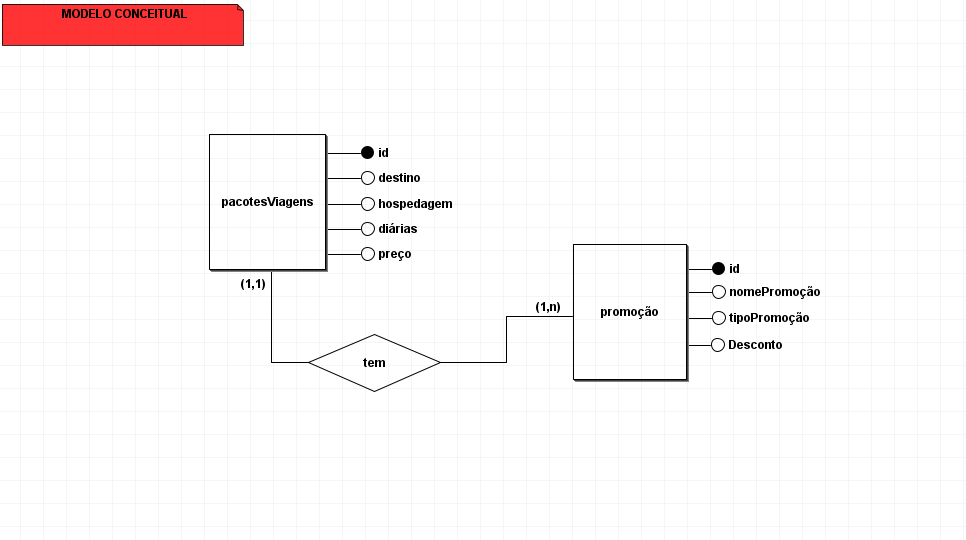 MODELO CONCEITUAL
pacotesViagens
id
destino
hospedagem
diárias
preço
(1,1)
tem
(1,n)
promoção
id
nomePromoção
tipoPromoção
Desconto